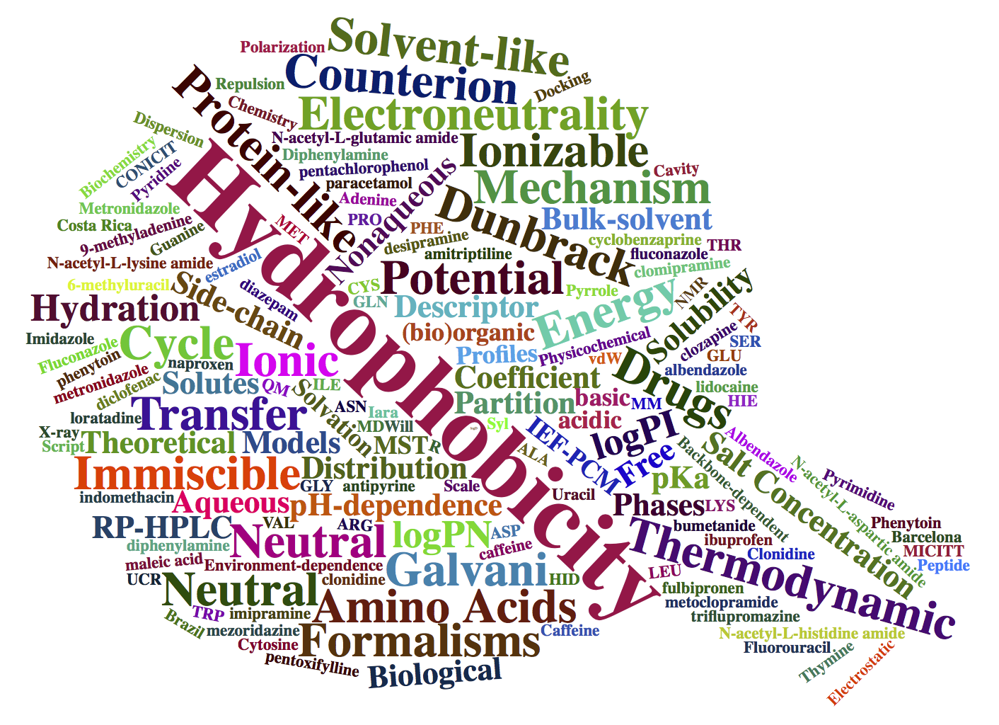 Solvent-like
Polarization
Counterion
Docking
Repulsion
Protein-like
Electroneutrality
Chemistry
Dispersion
N-acetyl-L-glutamic amide
Ionizable
Diphenylamine
Biochemistry
CONICIT
Pyridine
pentachlorophenol
Nonaqueous
Mechanism
Cavity
paracetamol
Hydrophobicity
Adenine
Dunbrack
Metronidazole
Bulk-solvent
Costa Rica
9-methyladenine
Guanine
PRO
MET
PHE
desipramine
cyclobenzaprine
THR
amitriptiline
fluconazole
N-acetyl-L-lysine amide
estradiol
clomipramine
Potential
6-methyluracil
Side-chain
diazepam
CYS
GLN
Pyrrole
Energy
NMR
Solubility
Hydration
Descriptor
TYR
(bio)organic
Imidazole
Cycle
Physicochemical
clozapine
SER
Fluconazole
phenytoin
naproxen
Ionic
Profiles
vdW
GLU
Drugs
albendazole
metronidazole
diclofenac
Solutes
QM
Solvation
ILE
Coefficient
lidocaine
HIE
loratadine
Transfer
ASN
Iara
Partition
basic
MM
acidic
X-ray
MD
Will
logD
Syl
IEF-PCM
logPI
Albendazole
Script
Theoretical
Models
MST
R
ALA
Free
Backbone-dependent
Salt Concentration
N-acetyl-L-aspartic amide
Pyrimidine
Immiscible
Distribution
pKa
GLY
antipyrine
Scale
Uracil
indomethacin
Aqueous
pH-dependence
Phases
LYS
RP-HPLC
VAL
ARG
logPN
ASP
bumetanide
Phenytoin
Barcelona
diphenylamine
Neutral
caffeine
Thermodynamic
ibuprofen
Clonidine
MICITT
maleic acid
Environment-dependence
Galvani
LEU
Peptide
UCR
Neutral
clonidine
HID
fulbipronen
metoclopramide
TRP
imipramine
Amino Acids
triflupromazine
Brazil
mezoridazine
Caffeine
N-acetyl-L-histidine amide
Cytosine
Formalisms
Fluorouracil
pentoxifylline
Biological
Thymine
Electrostatic